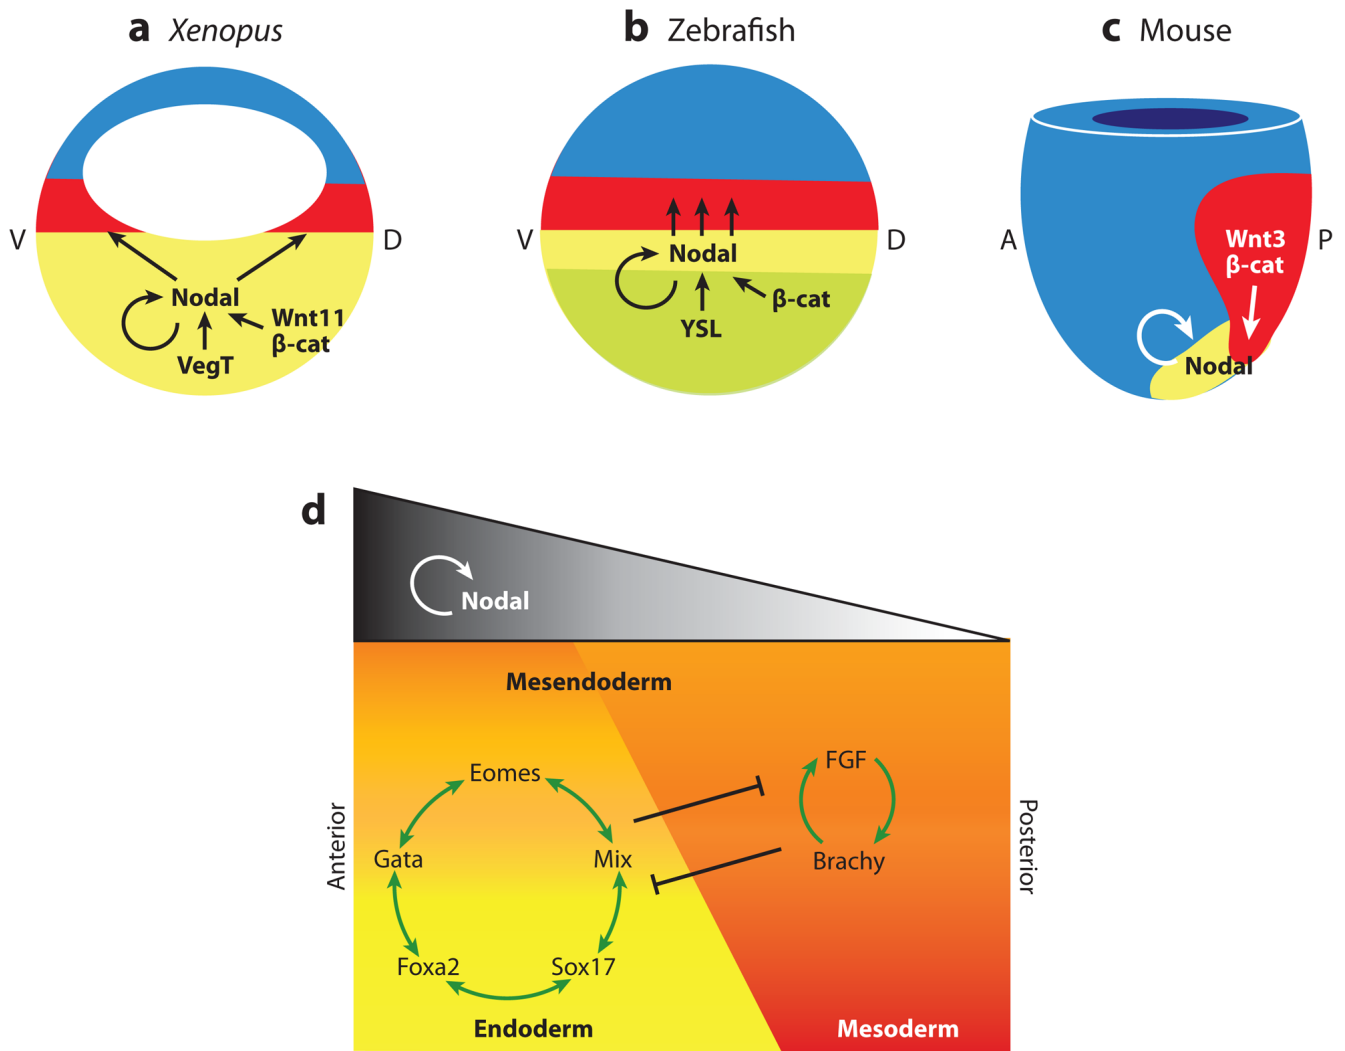 a Xenopus
b Zebrafish
c Mouse
V
D
Nodal
Wnt11
β-cat
VegT
V
D
Nodal
β-cat
YSL
A
P
Wnt3
β-cat
Nodal
d
Nodal
Mesendoderm
Anterior
Posterior
Eomes
Gata
Mix
Foxa2
Sox17
FGF
Brachy
Endoderm
Mesoderm